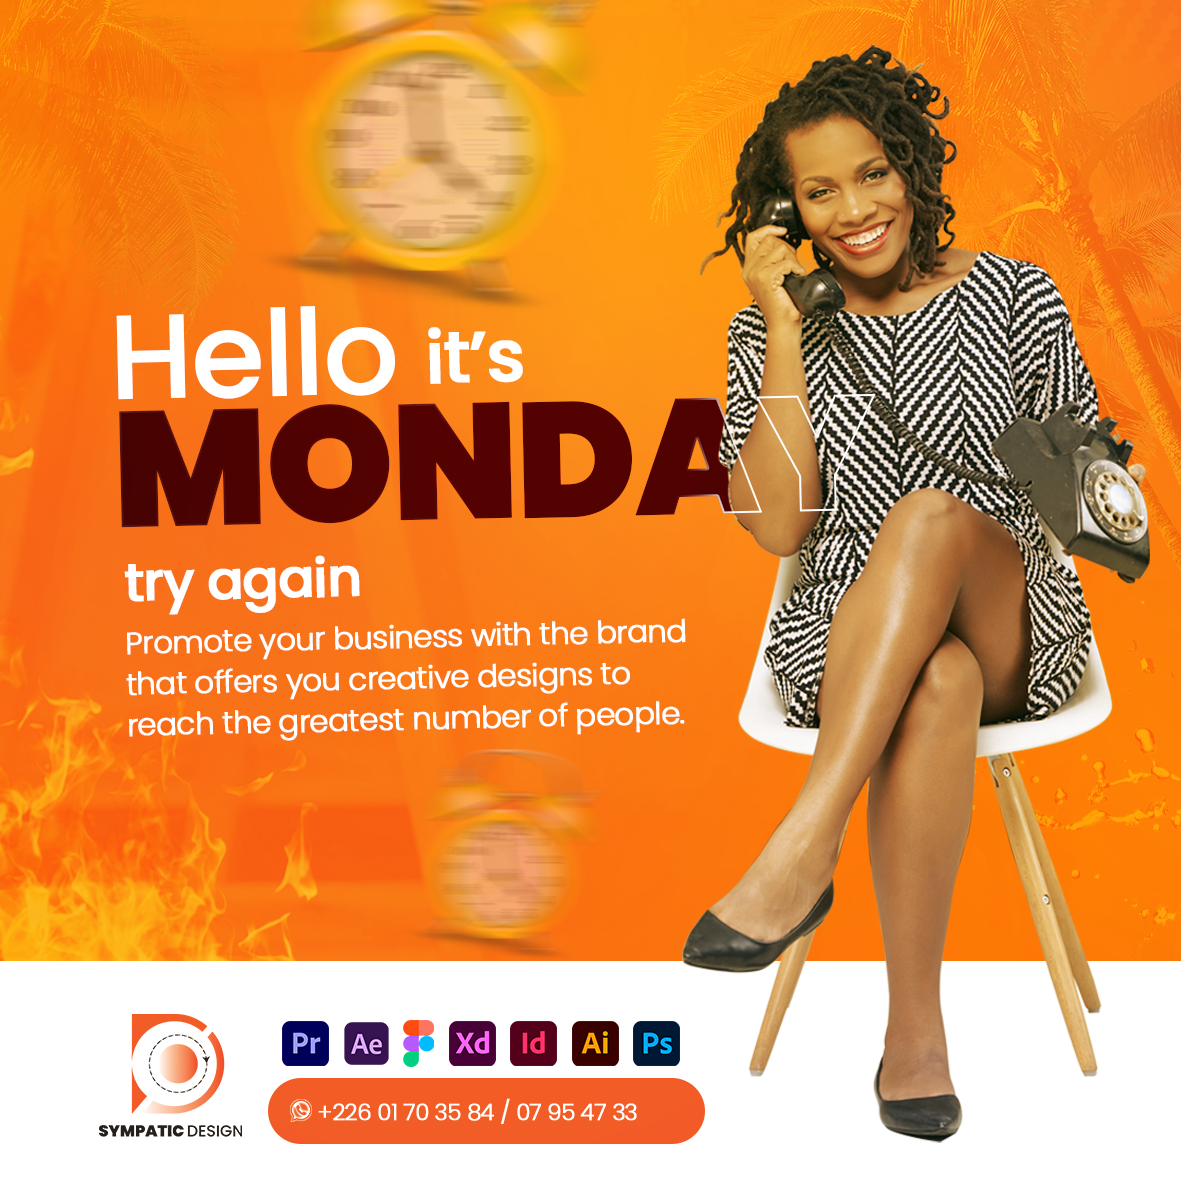 Hello it's
MONDAY
try again
Promote your business with the brand
that offers you creative designs to
reach the greatest number of people.
Pr Ae Xd Id Ai Ps
+226 01 70 35 84 / 07 95 47 33
SYMPATIC DESIGN